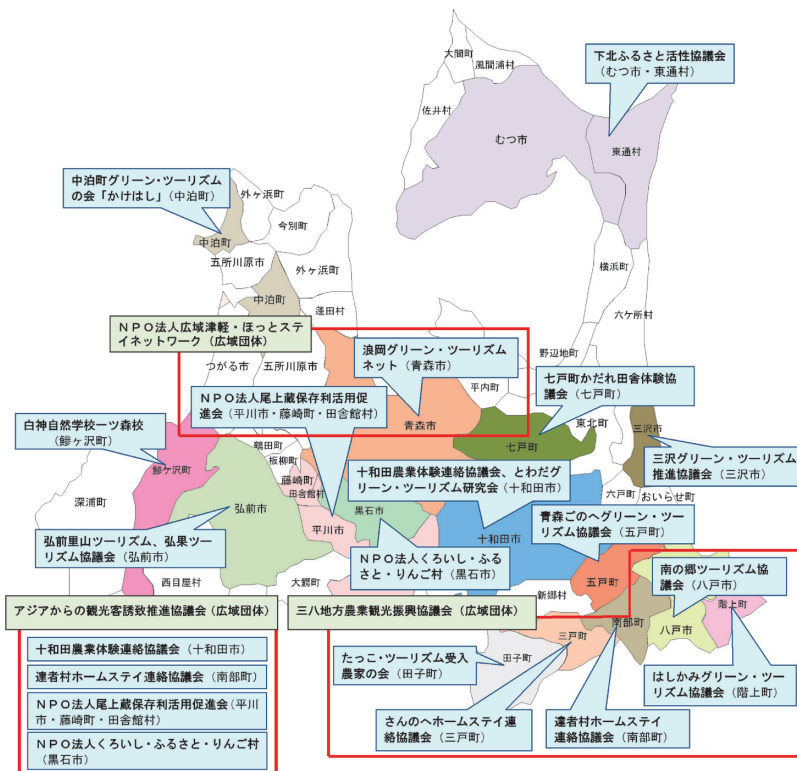 大間町
風間浦村
佐井村
むつ市
東通村
下北ふるさと活性協議会
(むつ市・東通村)
中泊町グリーン・ツーリズム
の会「かけはし」(中泊町)
外ヶ浜町
今別町
中泊町
五所川原市
外ヶ浜町
中泊町
蓬田村
横浜町
六ケ所村
野辺地町
平内町
NPO法人広域津軽・ほっとステ
イネットワーク(広域団体)
つがる市
五所川原市
浪岡グリーン・ツーリズム
ネット(青森市)
NPO法人尾上蔵保存利活用促
進会(平川市・藤崎町・田舎館村)
青森市
七戸町かだれ田舎体験協
議会(七戸町)
七戸町
東北町
三沢市
三沢グリーン・ツーリズム
推進協議会(三沢市)
白神自然学校一ツ森校
(鰺ヶ沢町)
鰺ケ沢町
鶴田町
板柳町
藤崎町
田舎館村
十和田農業体験連絡協議会、とわだグ
リーン・ツーリズム研究会(十和田市)
六戸町
おいらせ町
深浦町
弘前市
平川市
黒石市
十和田市
青森ごのへグリーン・ツー
リズム協議会(五戸町)
弘前里山ツーリズム、弘果ツー
リズム協議会(弘前市)
NPO法人くろいし・ふる
さと・りんご村(黒石市)
五戸町
南の郷ツーリズム協
議会(八戸市)
西目屋村
大鰐町
新郷村
階上町
アジアからの観光客誘致推進協議会(広域団体)
三八地方農業観光振興協議会(広域団体)
南部町
八戸市
三戸町
田子町
十和田農業体験連絡協議会(十和田市)
達者村ホームステイ連絡協議会(南部町)
NPO法人尾上蔵保存利活用促進会(平川
市・藤崎町・田舎館村)
NPO法人くろいし・ふるさと・りんご村
(黒石市)
たっこ・ツーリズム受入
農家の会(田子町)
はしかみグリーン・ツー
リズム協議会(階上町)
さんのへホームステイ連
絡協議会(三戸町)
達者村ホームステイ
連絡協議会(南部町)